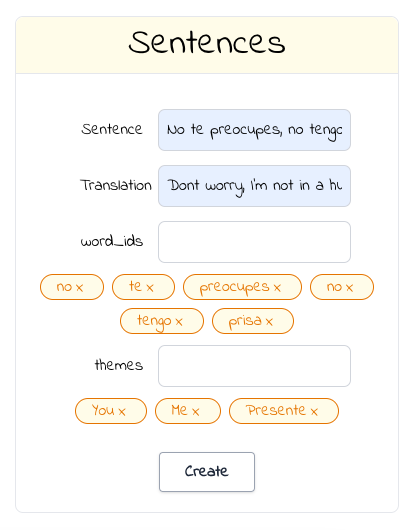 Sentences
Sentence No te preocupes, no tengo
Translation Dont worry, I'm not in a hu
word_ids
no x te x preocupes x no x
tengo x prisa x
themes
You x Me x Presente x
Create